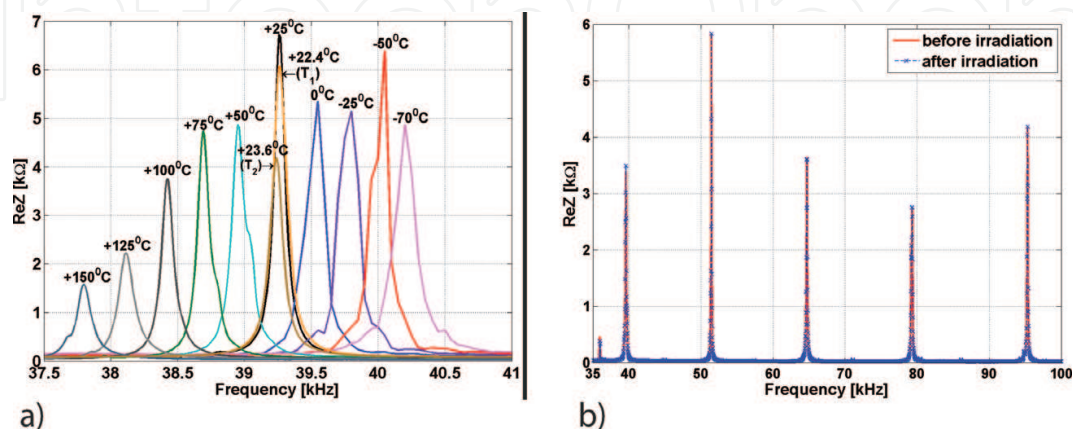 7
6
5
4
3
2
1
0
ReZ [kΩ]
+150⁰C
+125⁰C
+100⁰C
+75⁰C
+50⁰C
+25⁰C
+22.4⁰C
(T₁)
+23.6⁰C
(T₂)
0⁰C
-25⁰C
-50⁰C
-70⁰C
37.5 38 38.5 39 39.5 40 40.5 41
Frequency [kHz]
a)
6
5
4
3
2
1
0
ReZ [kΩ]
before irradiation
after irradiation
35 40 50 60 70 80 90 100
Frequency [kHz]
b)